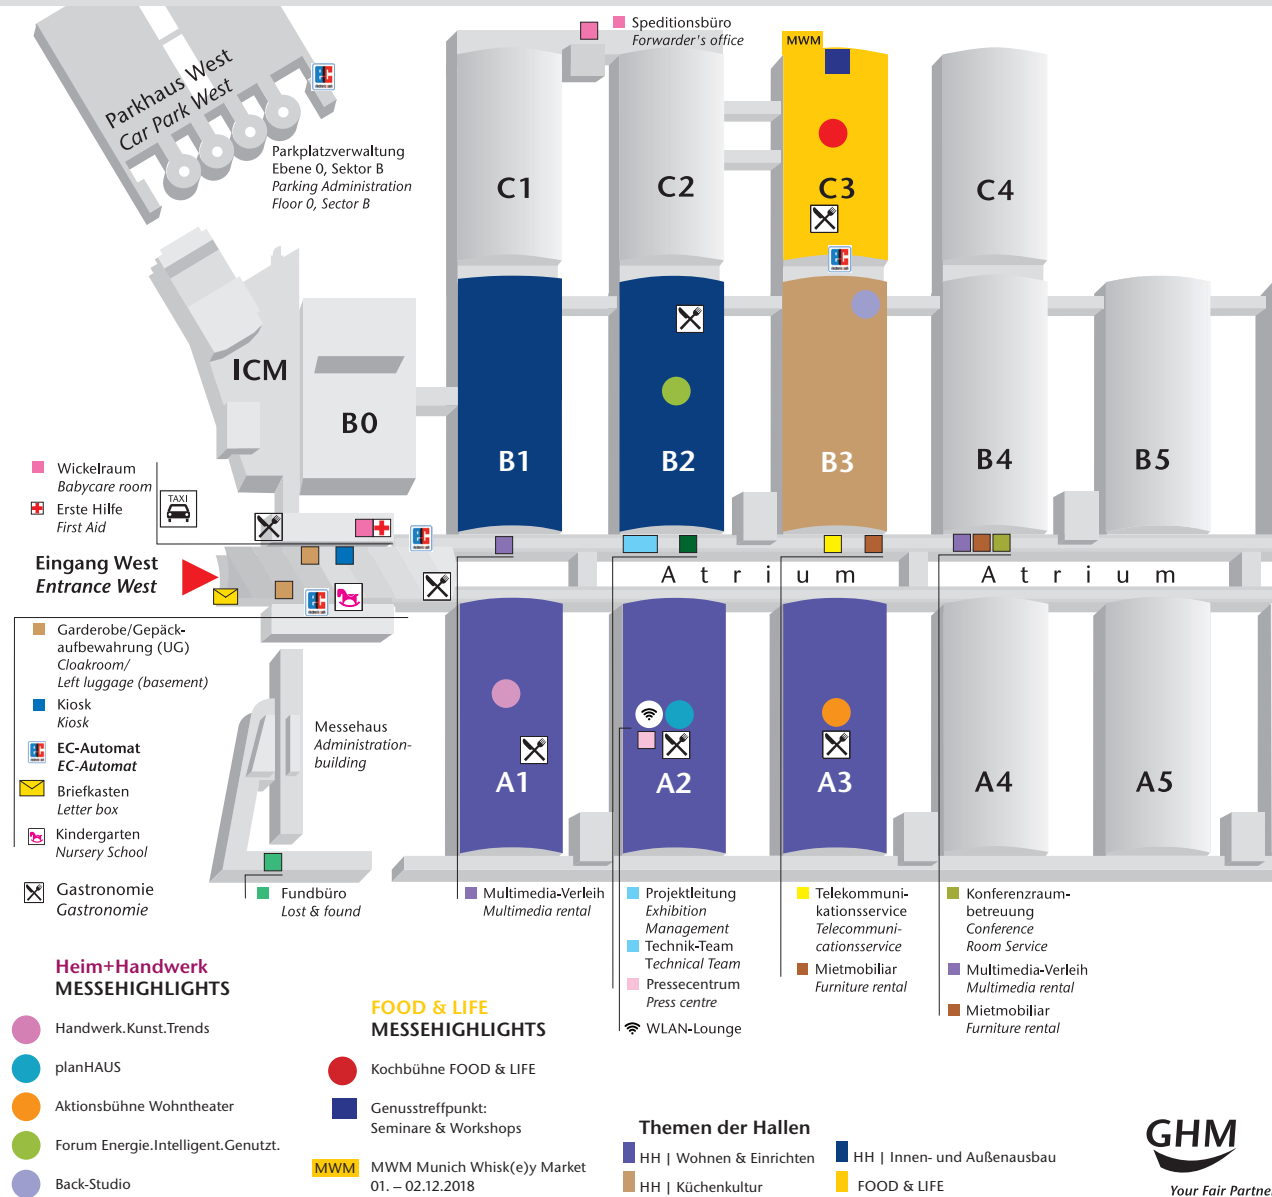 Speditionsbüro
Forwarder's office
MWM
Parkhaus West
Car Park West
Parkplatzverwaltung
Ebene 0, Sektor B
Parking Administration
Floor 0, Sector B
C1
C2
C3
C4
ICM
B0
B1
B2
B3
B4
B5
Wickelraum
Babycare room
Erste Hilfe
First Aid
TAXI
Eingang West
Entrance West
Atrium
Atrium
Garderobe/Gepäck-
aufbewahrung (UG)
Cloakroom/
Left luggage (basement)
Kiosk
Kiosk
EC-Automat
EC-Automat
Briefkasten
Letter box
Kindergarten
Nursery School
Gastronomie
Gastronomie
Messehaus
Administration-
building
A1
A2
A3
A4
A5
Fundbüro
Lost & found
Multimedia-Verleih
Multimedia rental
Projektleitung
Exhibition
Management
Technik-Team
Technical Team
Pressecentrum
Press centre
WLAN-Lounge
Telekommuni-
kationsservice
Telecommuni-
cationsservice
Mietmobiliar
Furniture rental
Konferenzraum-
betreuung
Conference
Room Service
Multimedia-Verleih
Multimedia rental
Mietmobiliar
Furniture rental
Heim+Handwerk
MESSEHIGHLIGHTS
Handwerk.Kunst.Trends
planHAUS
Aktionsbühne Wohntheater
Forum Energie.Intelligent.Genutzt.
Back-Studio
FOOD & LIFE
MESSEHIGHLIGHTS
Kochbühne FOOD & LIFE
Genusstreffpunkt:
Seminare & Workshops
MWM MWM Munich Whisk(e)y Market
01. – 02.12.2018
Themen der Hallen
HH | Wohnen & Einrichten
HH | Küchenkultur
HH | Innen- und Außenausbau
FOOD & LIFE
GHM
Your Fair Partner